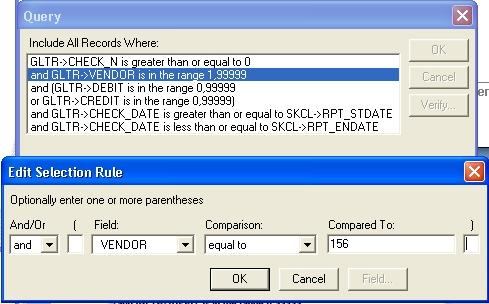 Query
Include All Records Where:
GLTR->CHECK_N is greater than or equal to 0
and GLTR->VENDOR is in the range 1,99999
and (GLTR->DEBIT is in the range 0,99999
or GLTR->CREDIT is in the range 0,99999)
and GLTR->CHECK_DATE is greater than or equal to SKCL->RPT_STDATE
and GLTR->CHECK_DATE is less than or equal to SKCL->RPT_ENDATE
OK
Cancel
Verify...
Edit Selection Rule
Optionally enter one or more parentheses
And/Or ( Field: Comparison: Compared To: )
and VENDOR equal to 156
OK Cancel Field...